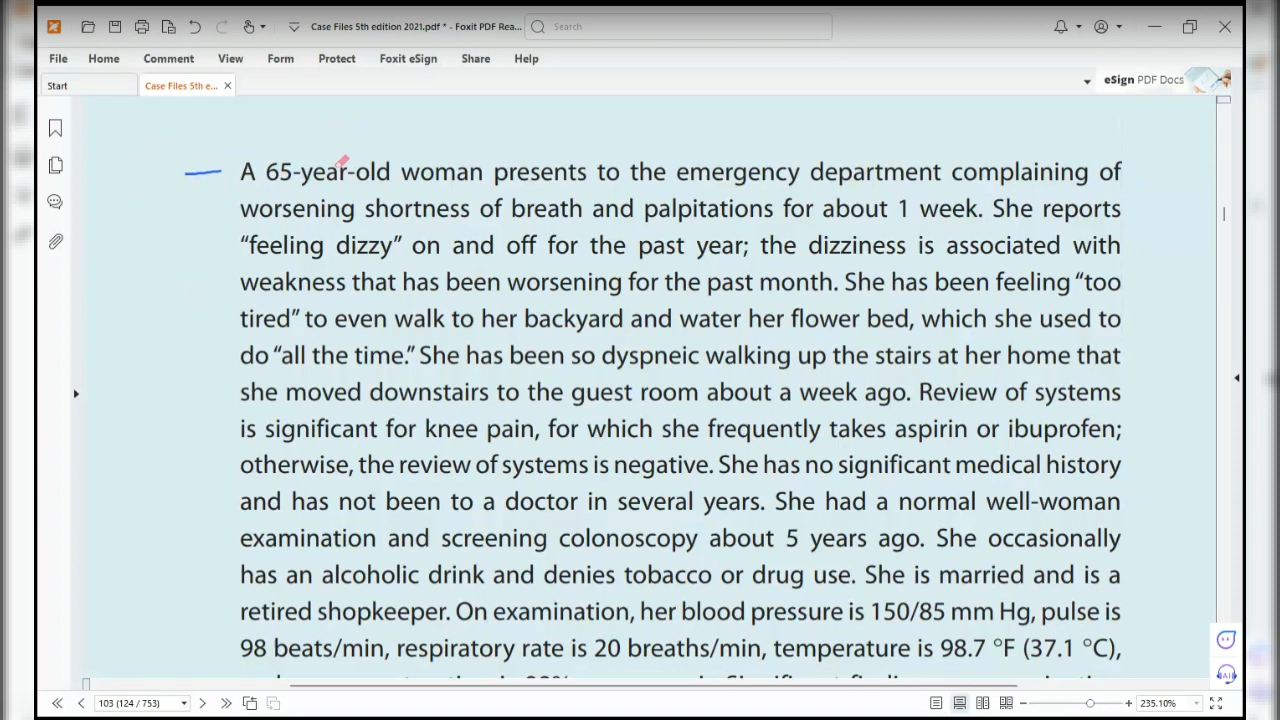 Case Files 5th edition 2021.pdf * - Foxit PDF Rea...
Search
File Home Comment View Form Protect Foxit eSign Share Help
Start
Case Files 5th e...
eSign PDF Docs
A 65-year-old woman presents to the emergency department complaining of
worsening shortness of breath and palpitations for about 1 week. She reports
“feeling dizzy” on and off for the past year; the dizziness is associated with
weakness that has been worsening for the past month. She has been feeling “too
tired” to even walk to her backyard and water her flower bed, which she used to
do “all the time.” She has been so dyspneic walking up the stairs at her home that
she moved downstairs to the guest room about a week ago. Review of systems
is significant for knee pain, for which she frequently takes aspirin or ibuprofen;
otherwise, the review of systems is negative. She has no significant medical history
and has not been to a doctor in several years. She had a normal well-woman
examination and screening colonoscopy about 5 years ago. She occasionally
has an alcoholic drink and denies tobacco or drug use. She is married and is a
retired shopkeeper. On examination, her blood pressure is 150/85 mm Hg, pulse is
98 beats/min, respiratory rate is 20 breaths/min, temperature is 98.7 °F (37.1 °C),
103 (124 / 753)
235.10%